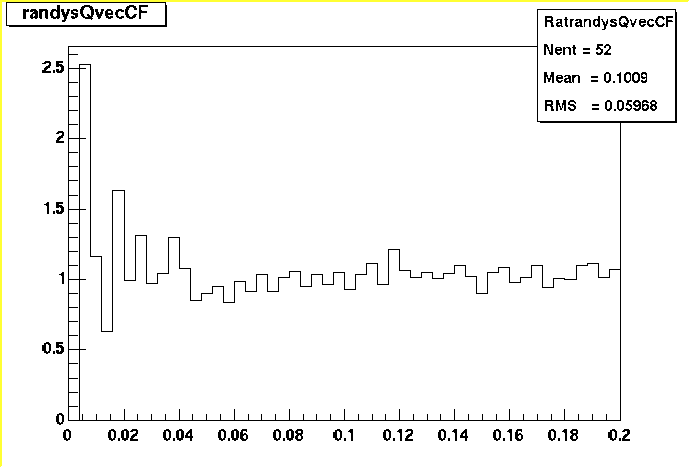 randysQvecCF
RatrandysQvecCF
Nent = 52
Mean = 0.1009
RMS = 0.05968
2.5
2
1.5
1
0.5
0
0 0.02 0.04 0.06 0.08 0.1 0.12 0.14 0.16 0.18 0.2